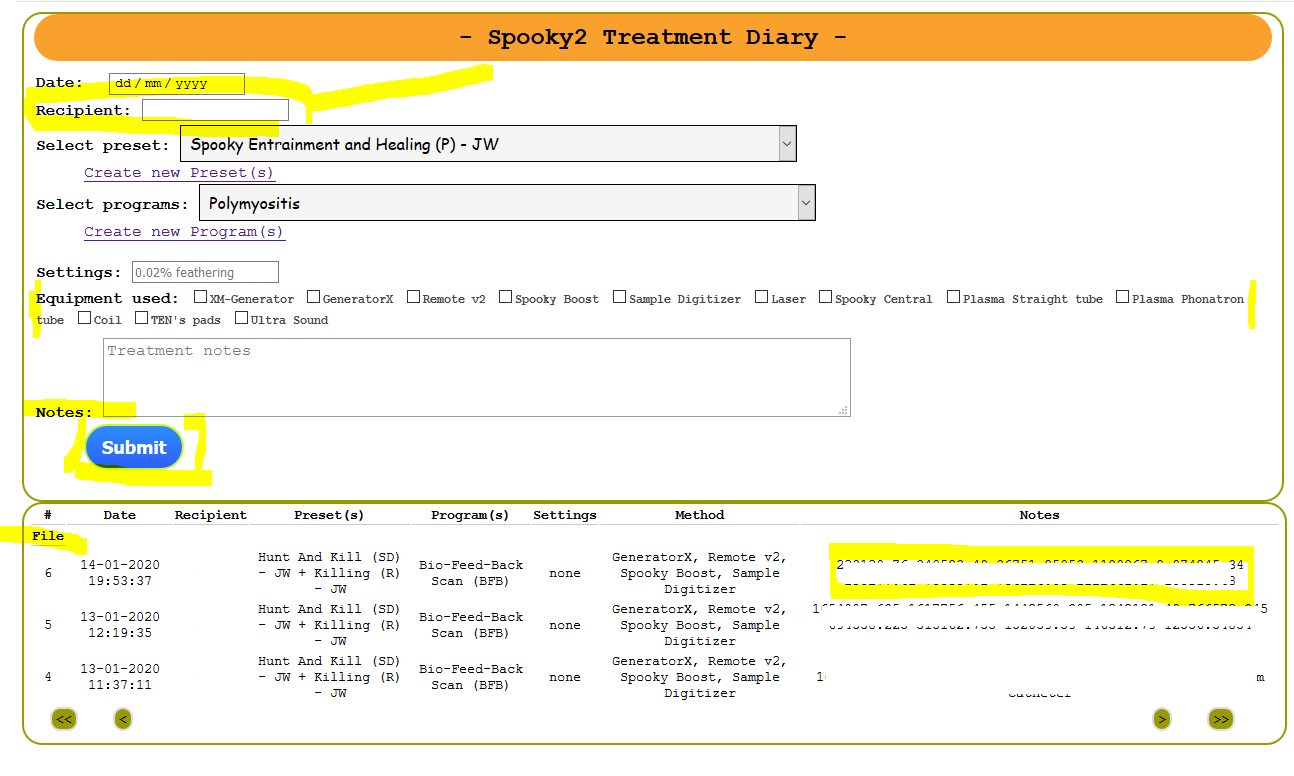 - Spooky2 Treatment Diary -
Date: dd / mm / yyyy
Recipient:
Select preset: Spooky Entrainment and Healing (P) - JW
Create new Preset(s)
Select programs: Polymyositis
Create new Program(s)
Settings: 0.02% feathering
Equipment used: XM-Generator GeneratorX Remote v2 Spooky Boost Sample Digitizer Laser Spooky Central Plasma Straight tube Plasma Phonatron
tube Coil TEN's pads Ultra Sound
Treatment notes
Notes:
Submit
# Date Recipient Preset(s) Program(s) Settings Method Notes
File
6 14-01-2020 19:53:37 Hunt And Kill (SD) - JW + Killing (R) - JW Bio-Feed-Back Scan (BFB) none GeneratorX, Remote v2, Spooky Boost, Sample Digitizer
5 13-01-2020 12:19:35 Hunt And Kill (SD) - JW + Killing (R) - JW Bio-Feed-Back Scan (BFB) none GeneratorX, Remote v2, Spooky Boost, Sample Digitizer
4 13-01-2020 11:37:11 Hunt And Kill (SD) - JW + Killing (R) - JW Bio-Feed-Back Scan (BFB) none GeneratorX, Remote v2, Spooky Boost, Sample Digitizer
<< < > >>